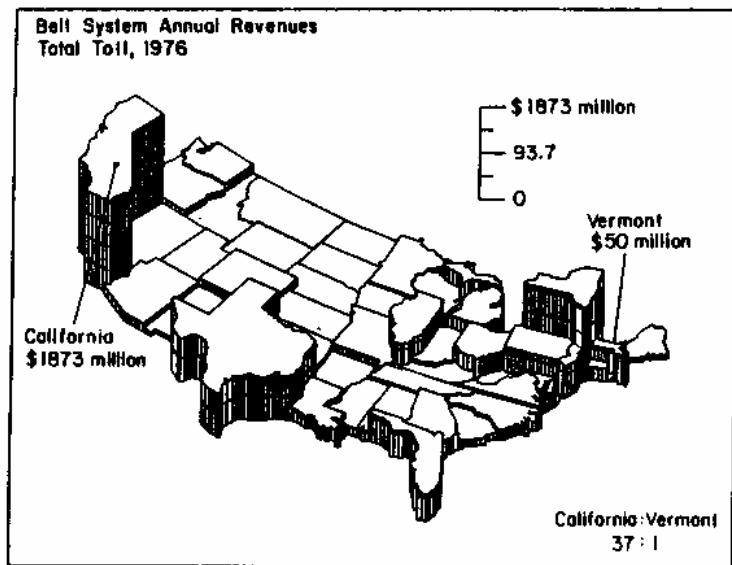 Bell System Annual Revenues
Total Toll, 1976
$1873 million
93.7
0
Vermont
$50 million
California
$1873 million
California:Vermont
37:1